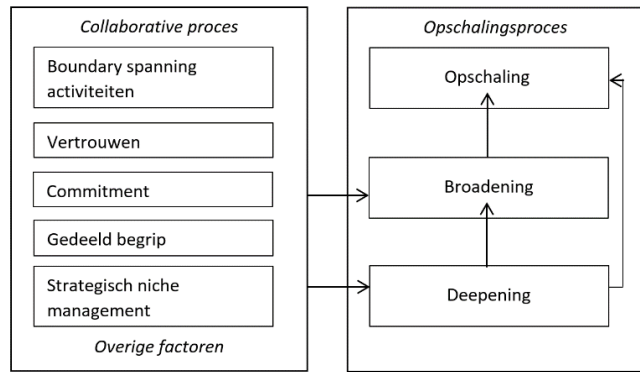 Collaborative proces
Boundary spanning
activiteiten
Vertrouwen
Commitment
Gedeeld begrip
Strategisch niche
management
Overige factoren
Opschalingsproces
Opschaling
Broadening
Deepening